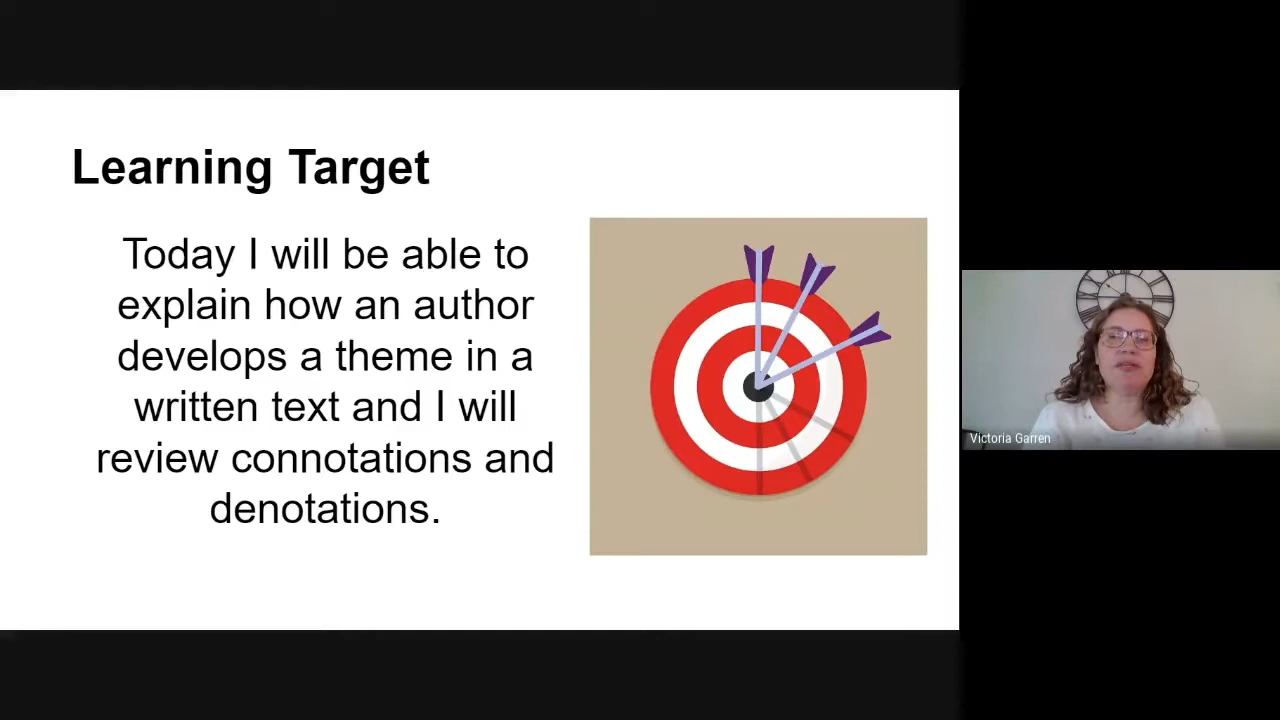 Learning Target
Today I will be able to
explain how an author
develops a theme in a
written text and I will
review connotations and
denotations.
Victoria Garren